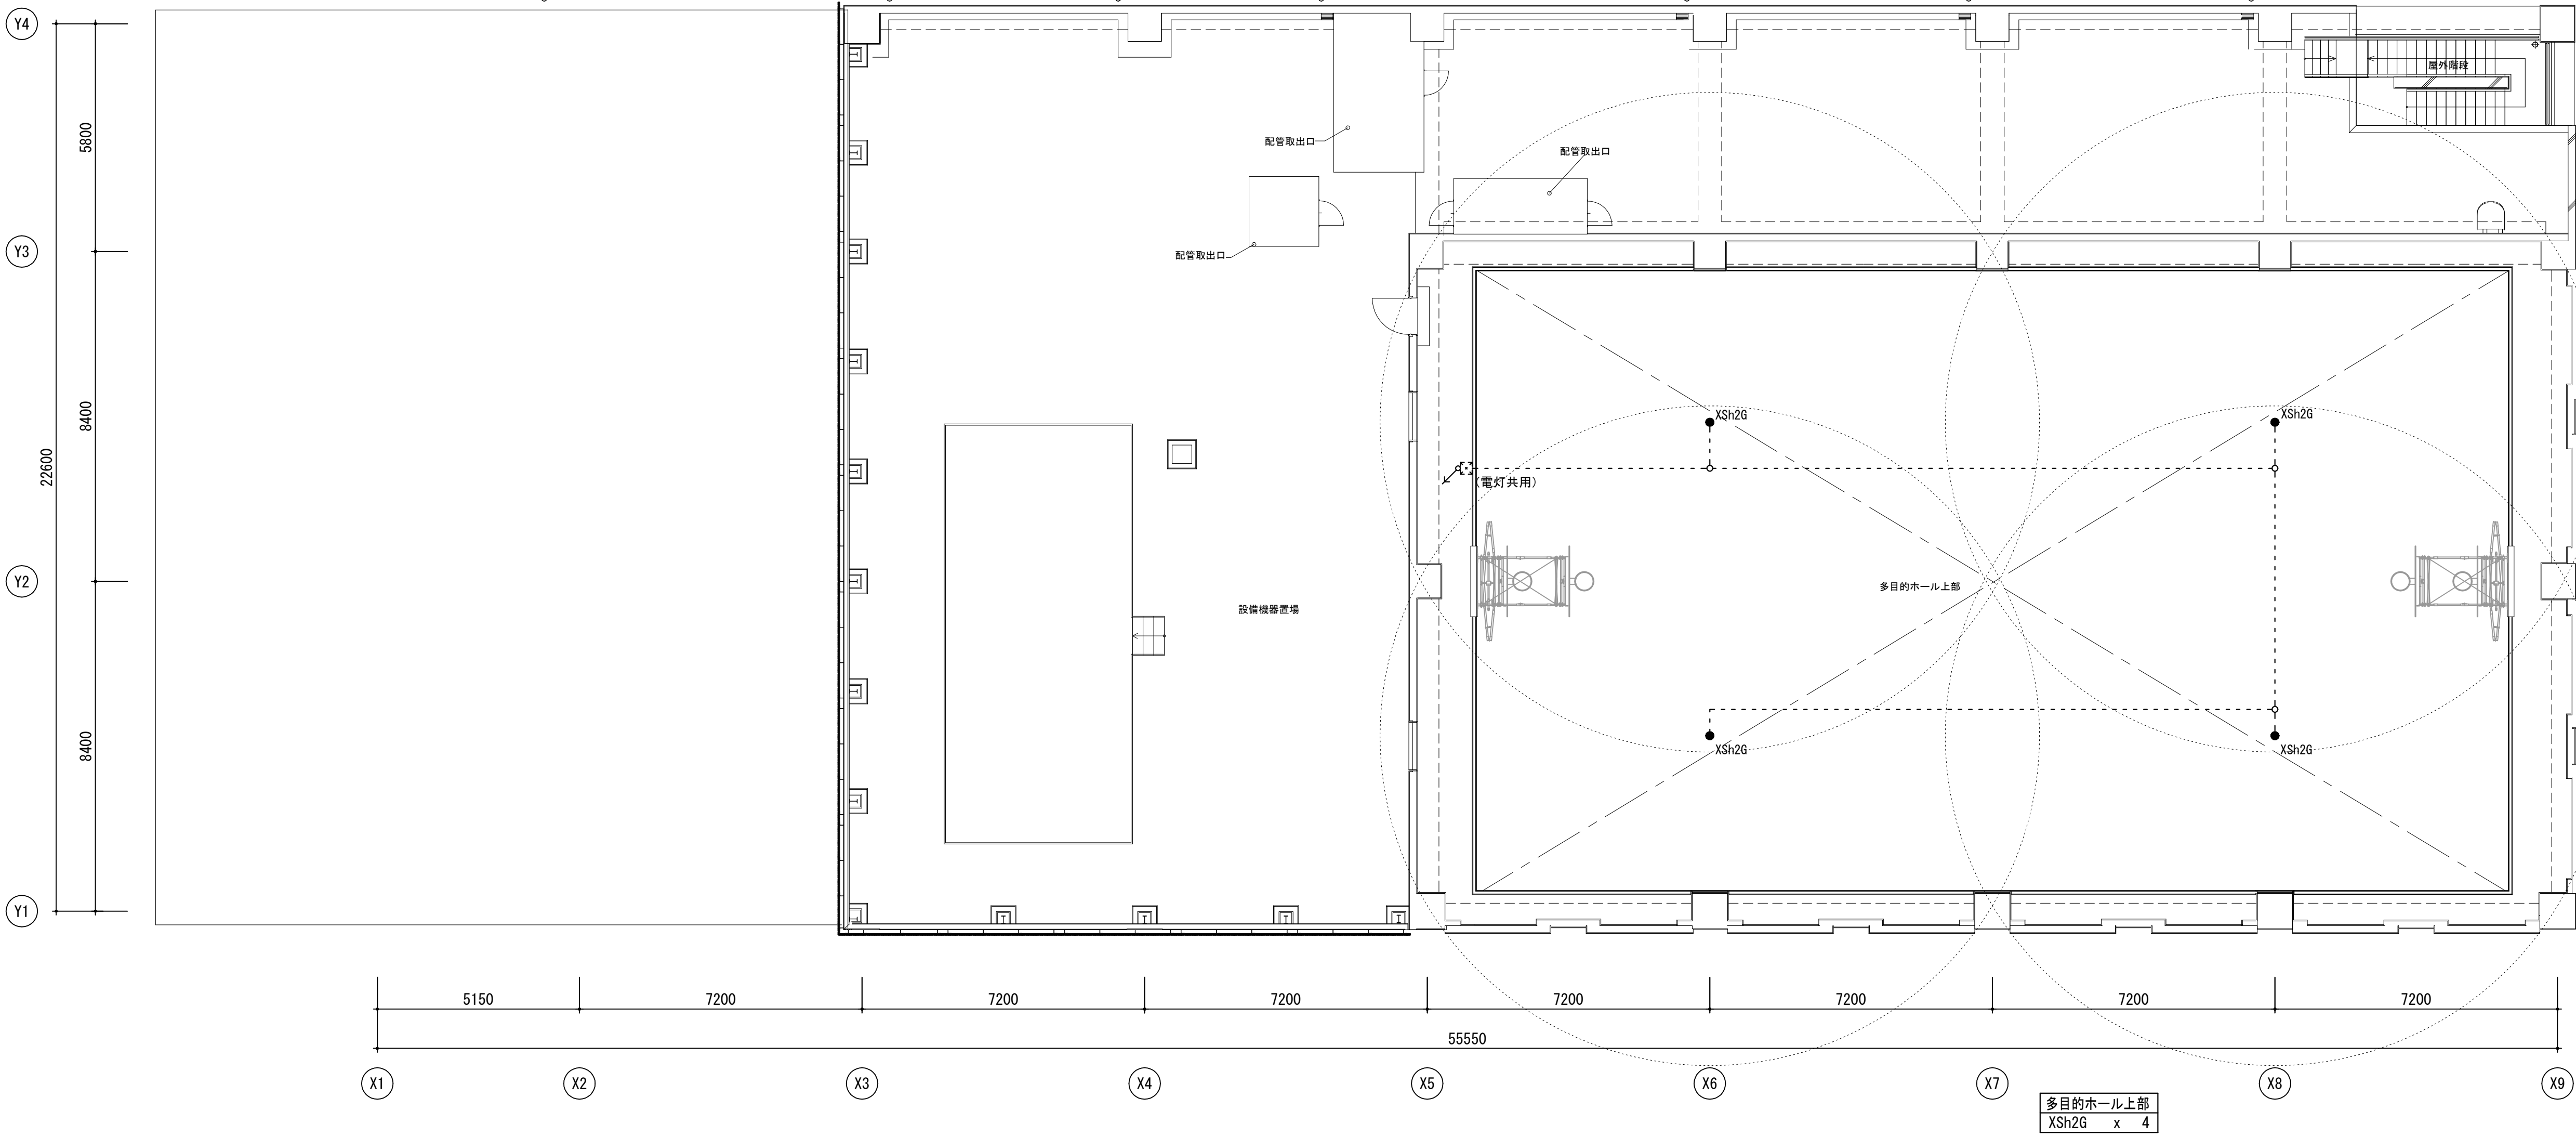 Y4
屋外階段
5800
配管取出口
配管取出口
Y3
配管取出口
8400
XSh2G
XSh2G
22600
(電灯共用)
Y2
多目的ホール上部
設備機器置場
8400
XSh2G
XSh2G
Y1
5150
7200
7200
7200
7200
7200
7200
7200
55550
X1
X2
X3
X4
X5
X6
X7
X8
X9
多目的ホール上部
XSh2G x 4